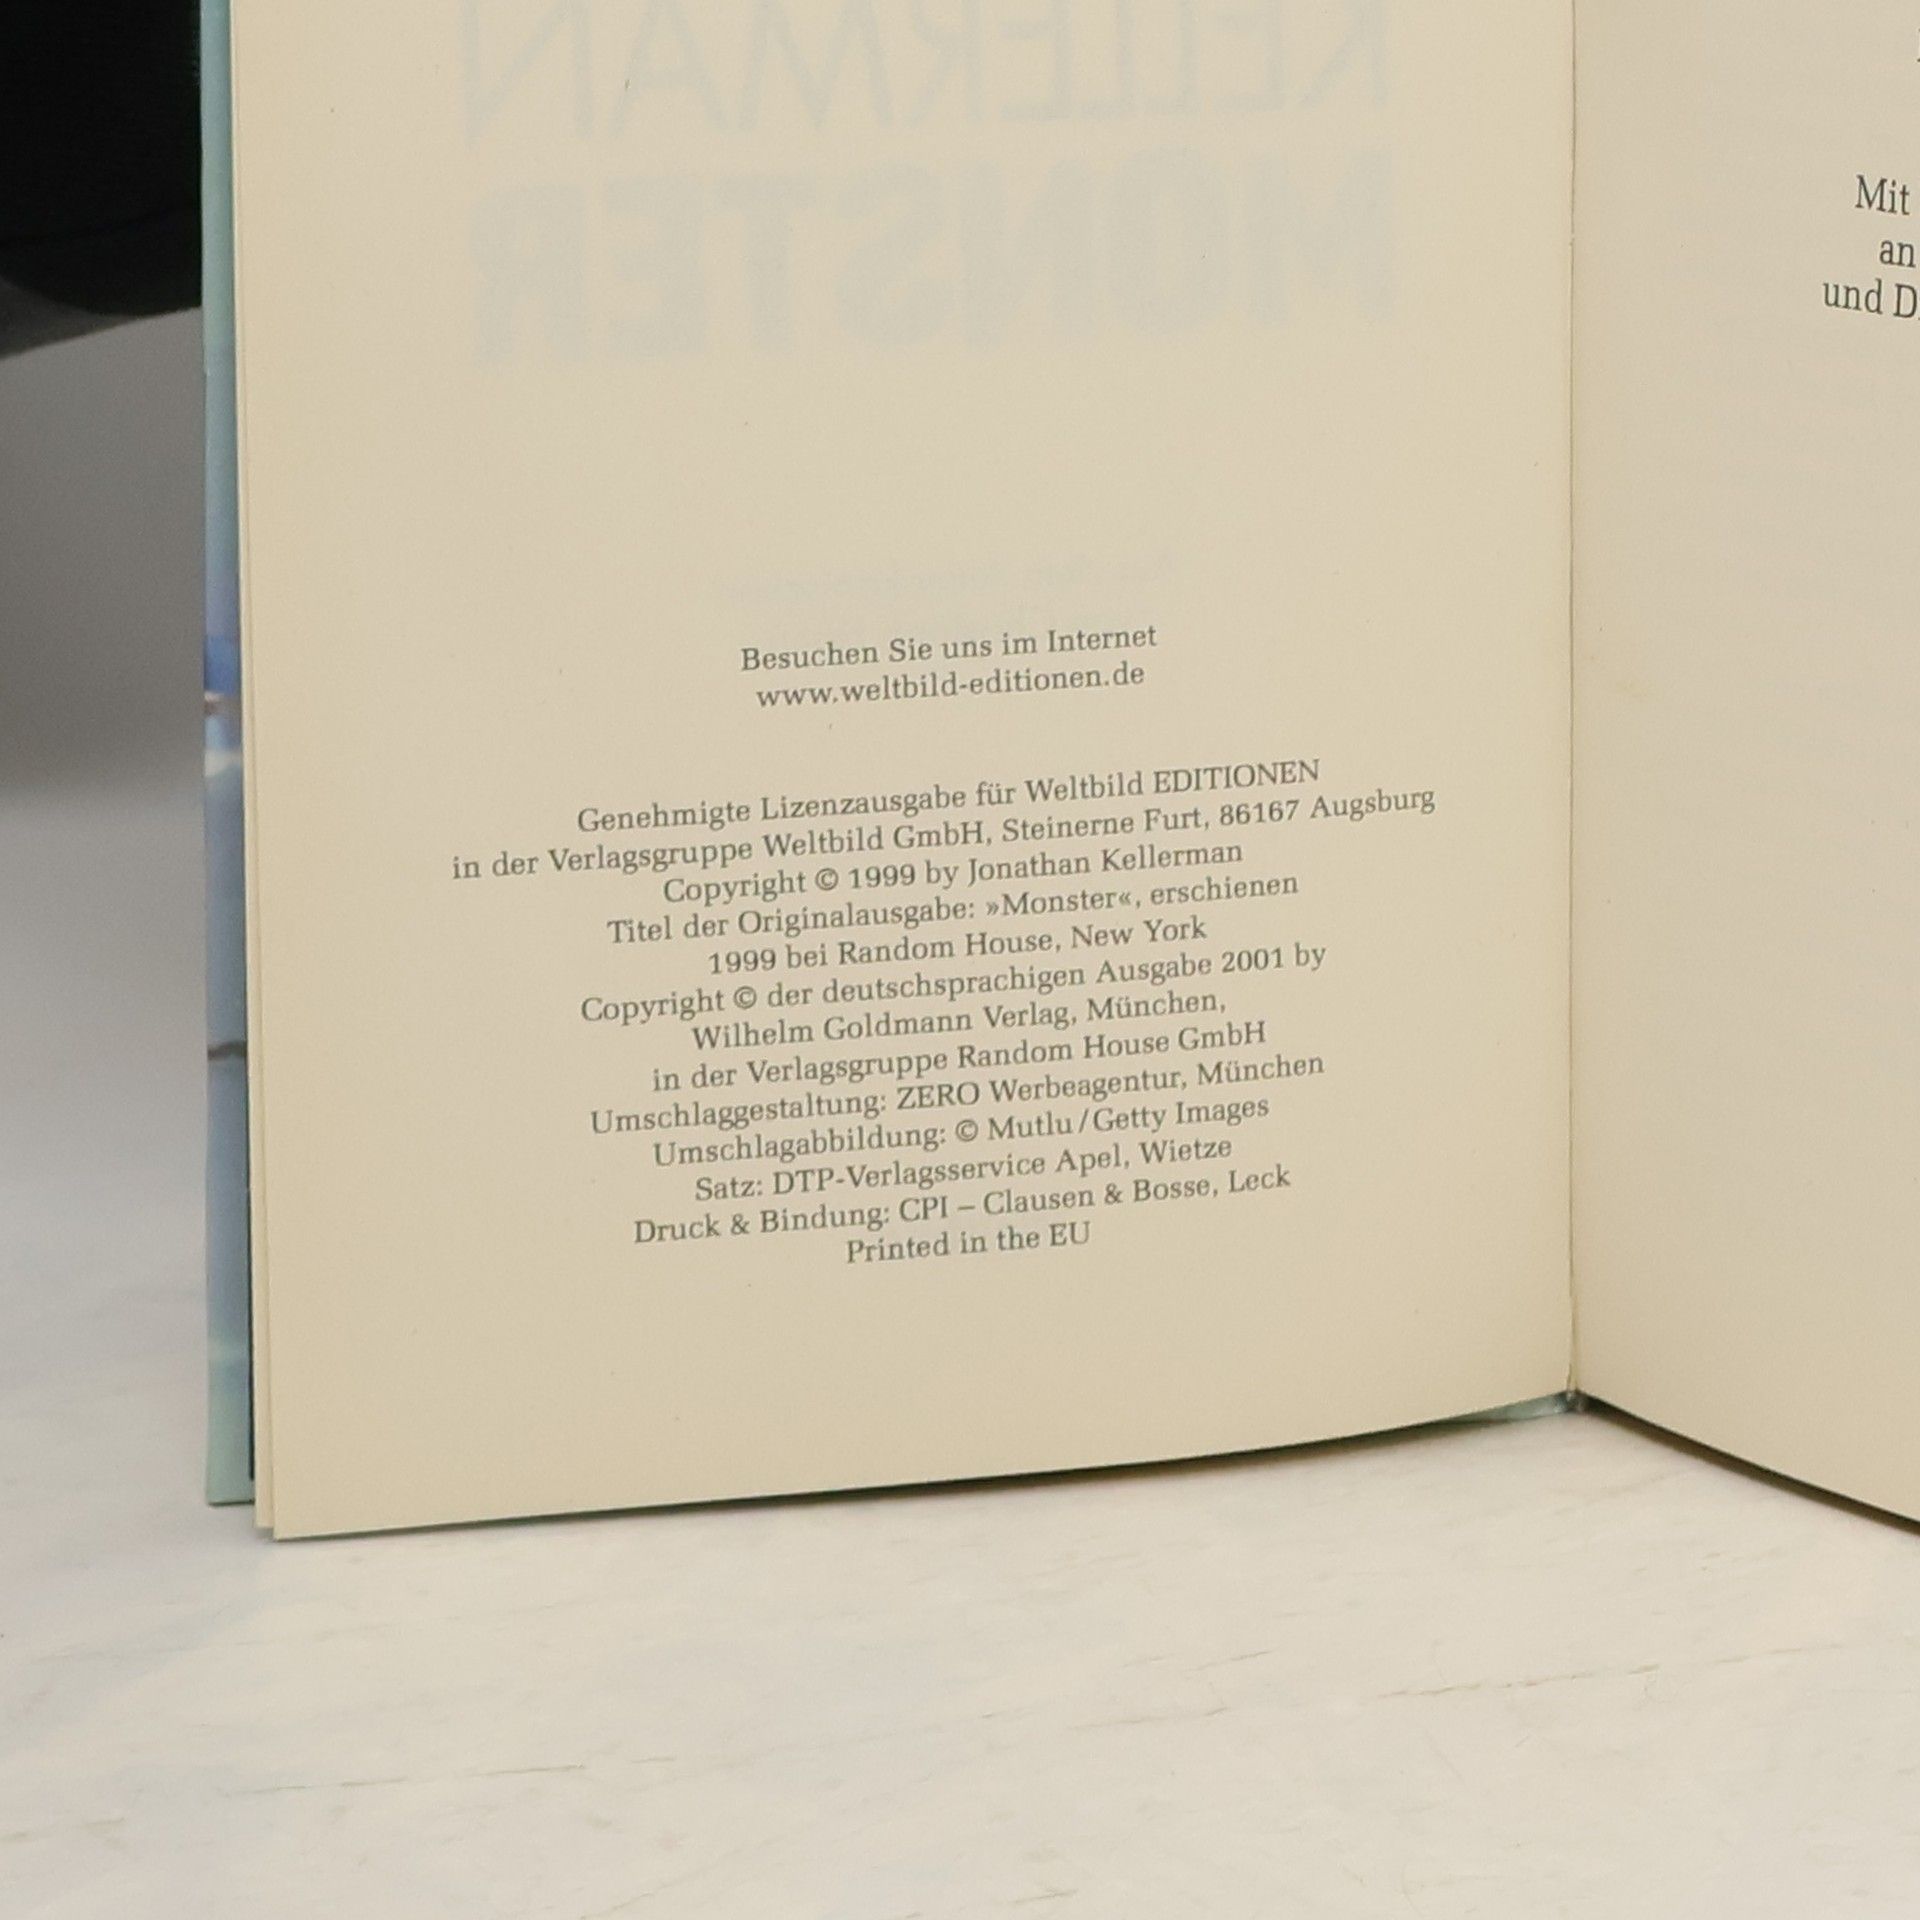 KELLERMAN
MONSTER
Besuchen Sie uns im Internet
www.weltbild-editionen.de
Genehmigte Lizenzausgabe für Weltbild EDITIONEN
in der Verlagsgruppe Weltbild GmbH, Steinerne Furt, 86167 Augsburg
Copyright © 1999 by Jonathan Kellerman
Titel der Originalausgabe: »Monster«, erschienen
1999 bei Random House, New York
Copyright © der deutschsprachigen Ausgabe 2001 by
Wilhelm Goldmann Verlag, München,
in der Verlagsgruppe Random House GmbH
Umschlaggestaltung: ZERO Werbeagentur, München
Umschlagabbildung: © Mutlu/Getty Images
Satz: DTP-Verlagsservice Apel, Wietze
Druck & Bindung: CPI – Clausen & Bosse, Leck
Printed in the EU
Mit
an
und D